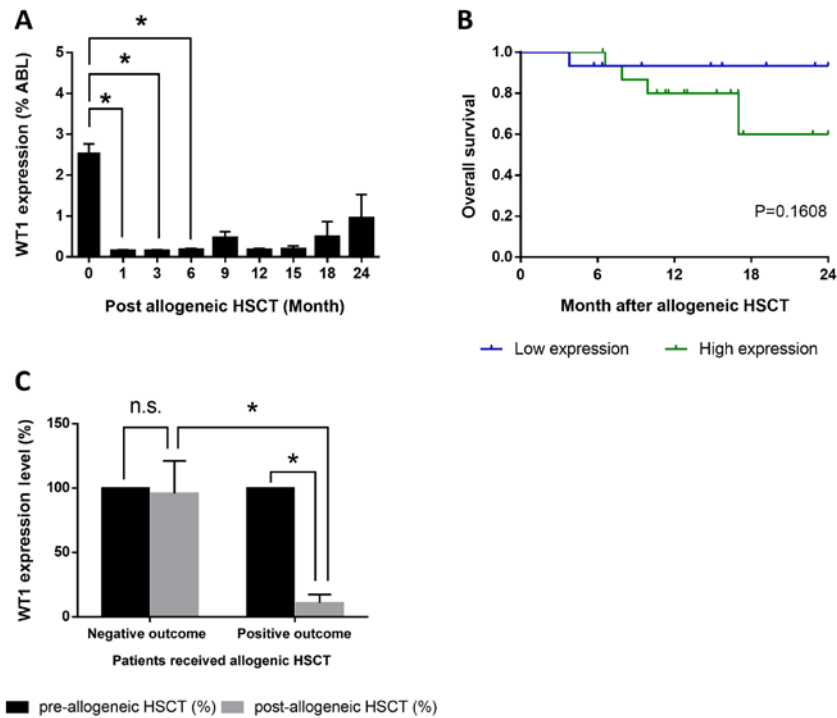 A
WT1 expression (% ABL)
5
4
3
2
1
0
*
*
*
0 1 3 6 9 12 15 18 24
Post allogeneic HSCT (Month)
B
Overall survival
1.0
0.8
0.6
0.4
0.2
0.0
P=0.1608
0 6 12 18 24
Month after allogeneic HSCT
Low expression High expression
C
WT1 expression level (%)
150
100
50
0
n.s.
*
*
Negative outcome Positive outcome
Patients received allogenic HSCT
pre-allogeneic HSCT (%) post-allogeneic HSCT (%)